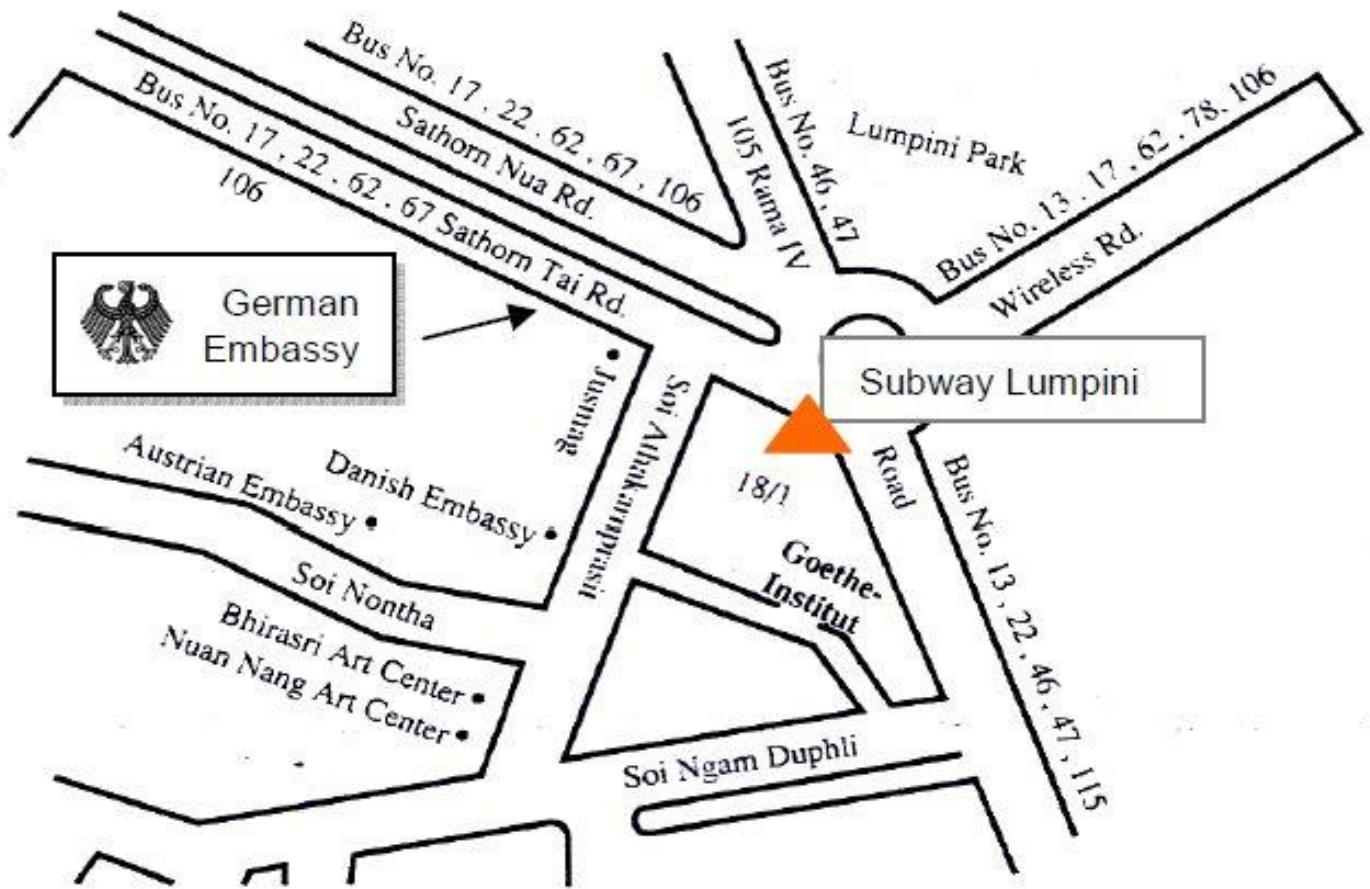 Bus No. 17 . 22 . 62 . 67 . 106
Sathorn Nua Rd.
Bus No. 17 . 22 . 62 . 67 Sathorn Tai Rd.
106
105 Rama IV
Bus No. 46 , 47
Lumpini Park
Bus No. 13 . 17 . 62 . 78. 106
Wireless Rd.
German
Embassy
Subway Lumpini
Jusmag
Soi Athakarnprasit
Road
18/1
Goethe-
Institut
Austrian Embassy
Danish Embassy
Soi Nontha
Bhirasri Art Center
Nuan Nang Art Center
Soi Ngam Duphli
Bus No. 13 , 22 , 46 , 47 , 115